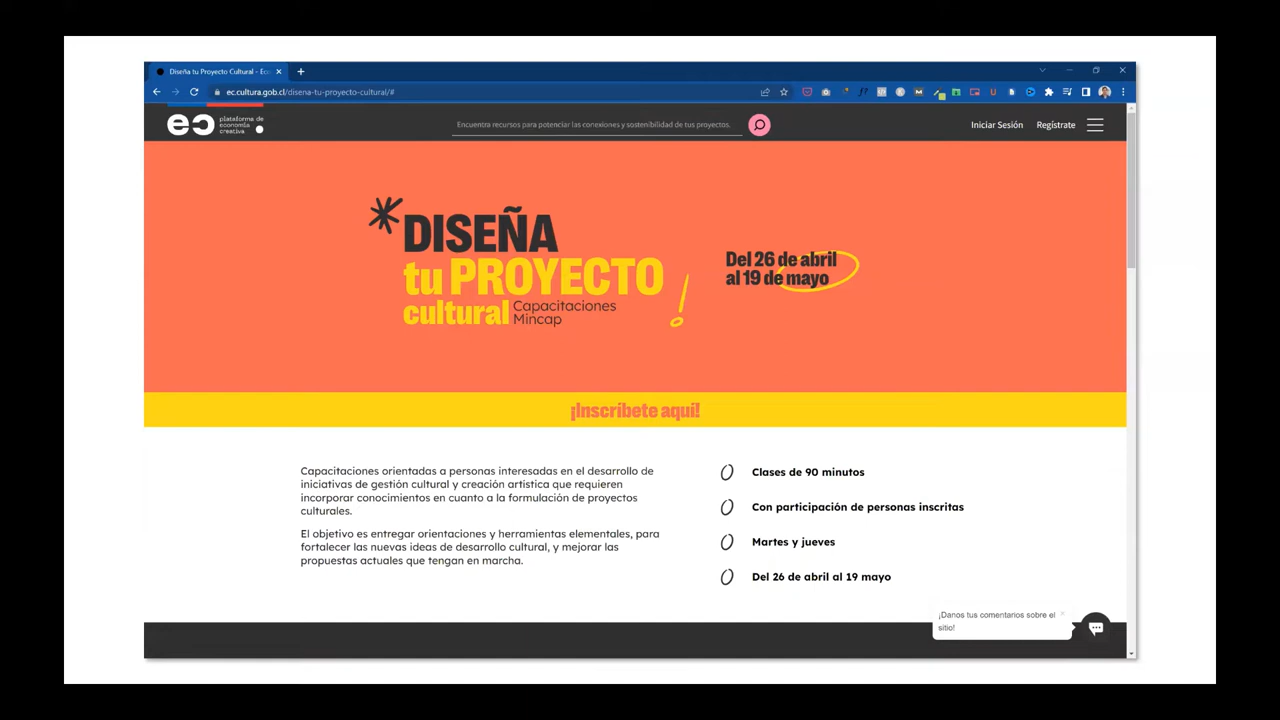 Diseña tu Proyecto Cultural - Eco
ec.cultura.gob.cl/disena-tu-proyecto-cultural/#
ec
plataforma de
economía
creativa
Encuentra recursos para potenciar las conexiones y sostenibilidad de tus proyectos.
Iniciar Sesión
Regístrate
*DISEÑA
tu PROYECTO
cultural
Capacitaciones
Mincap
!
Del 26 de abril
al 19 de mayo
¡Inscríbete aquí!
Capacitaciones orientadas a personas interesadas en el desarrollo de
iniciativas de gestión cultural y creación artística que requieren
incorporar conocimientos en cuanto a la formulación de proyectos
culturales.
El objetivo es entregar orientaciones y herramientas elementales, para
fortalecer las nuevas ideas de desarrollo cultural, y mejorar las
propuestas actuales que tengan en marcha.
Clases de 90 minutos
Con participación de personas inscritas
Martes y jueves
Del 26 de abril al 19 mayo
¡Danos tus comentarios sobre el
sitio!